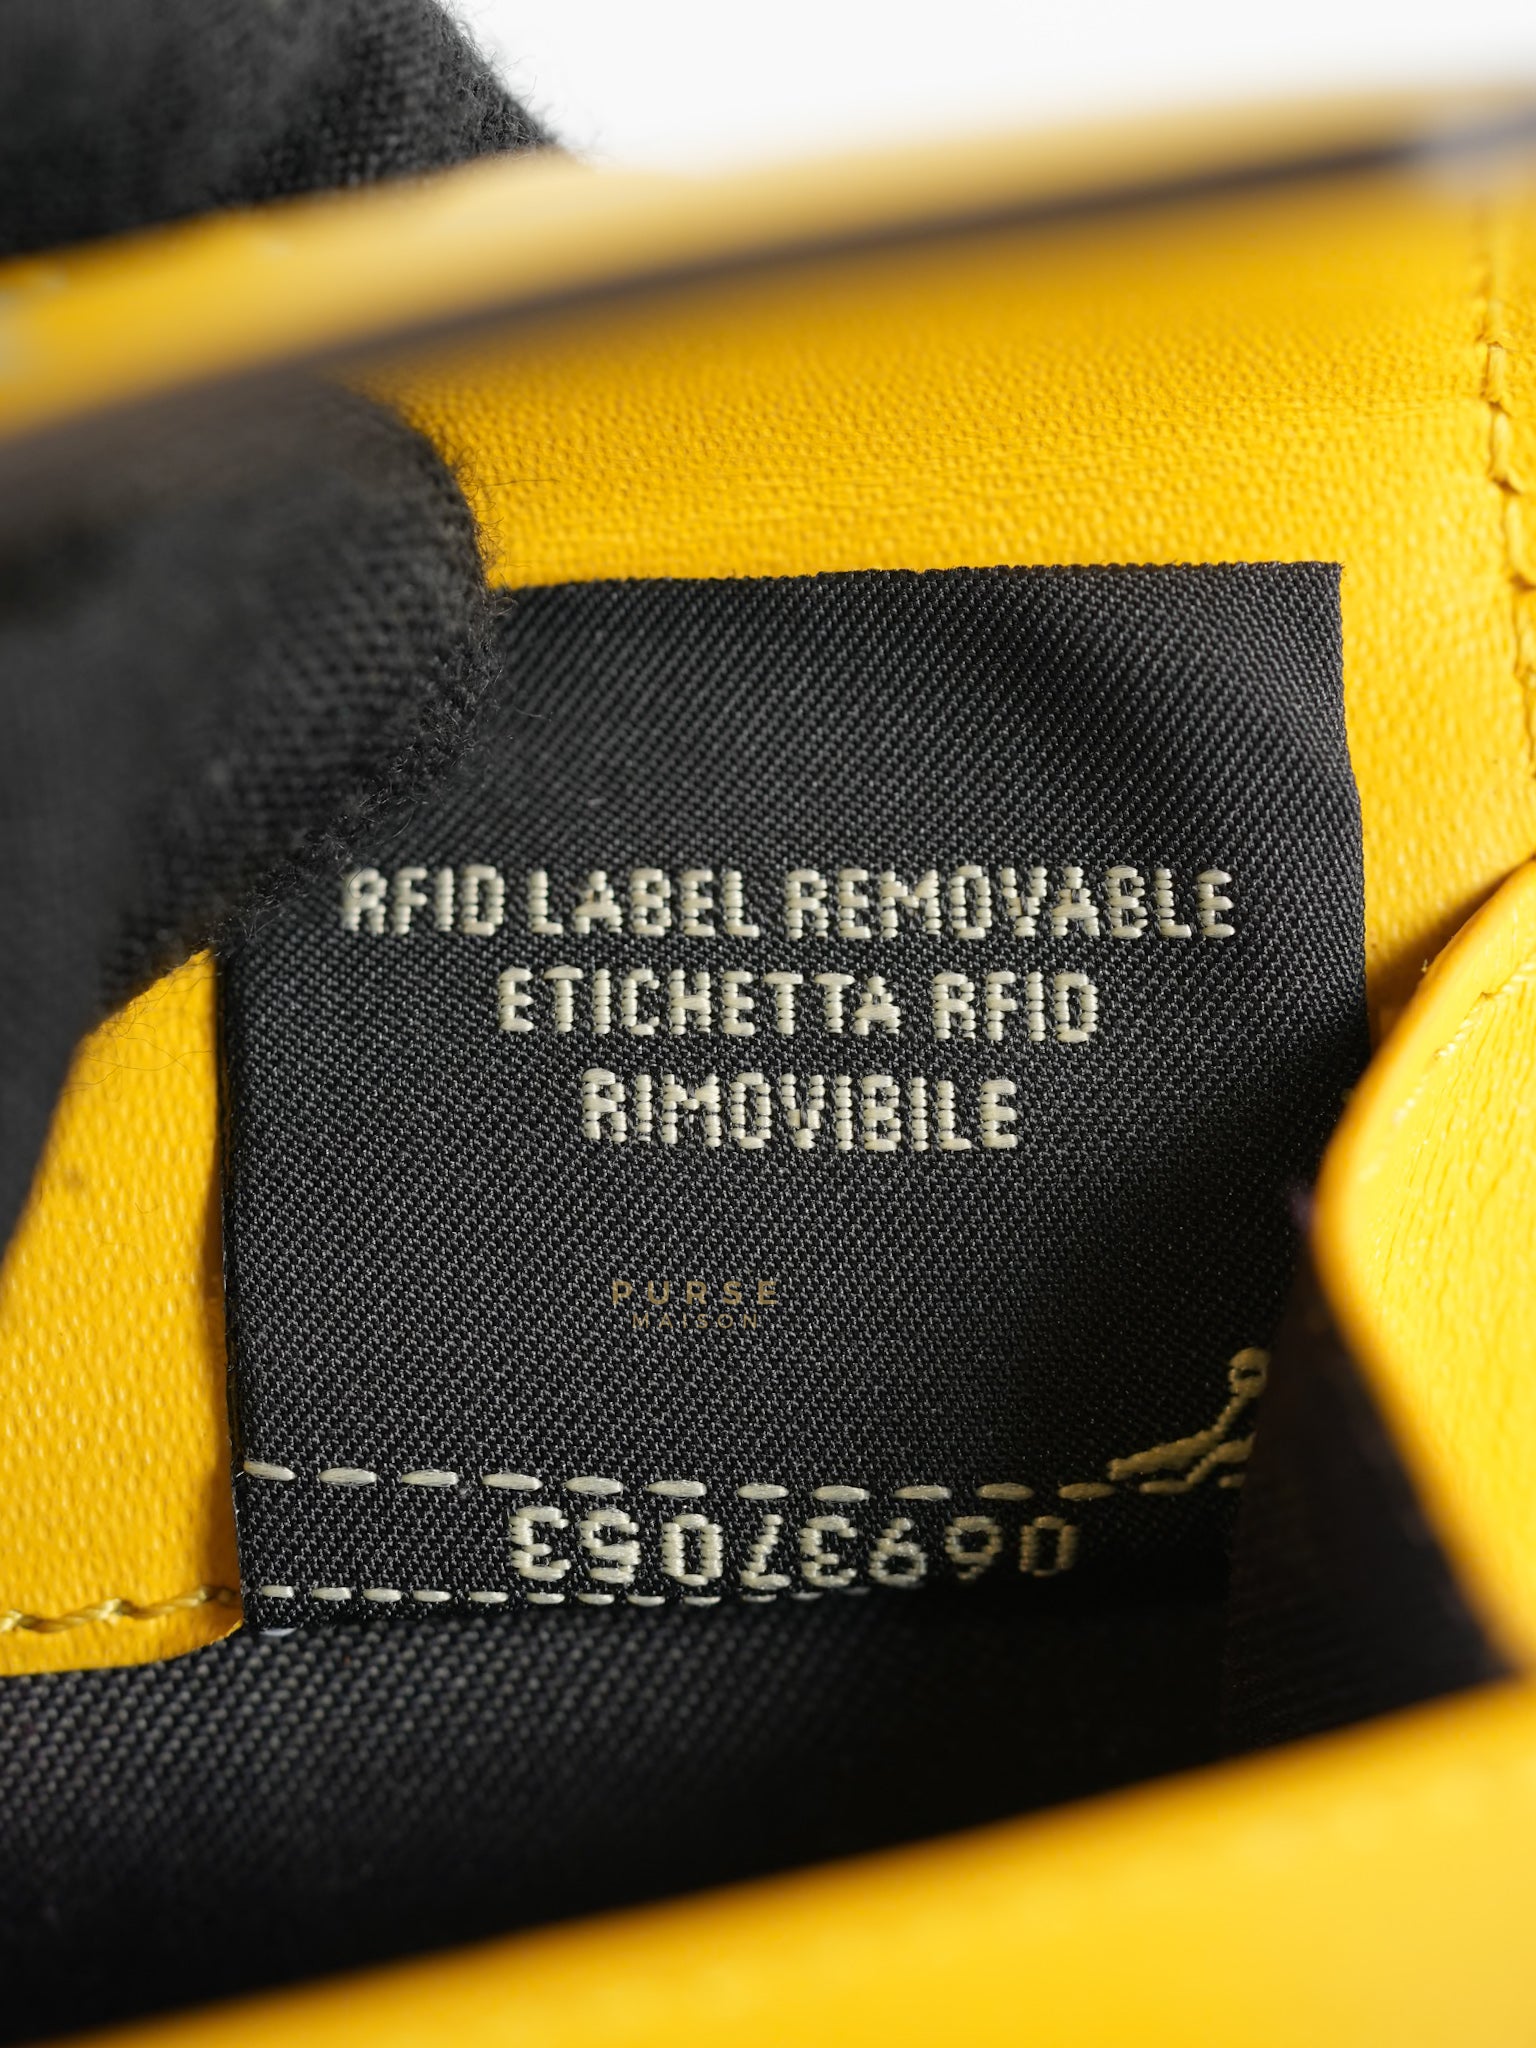 RFID LABEL REMOVABLE
ETICHETTA RFID
RIMOVIBILE
PURSE
MAISON
06937053